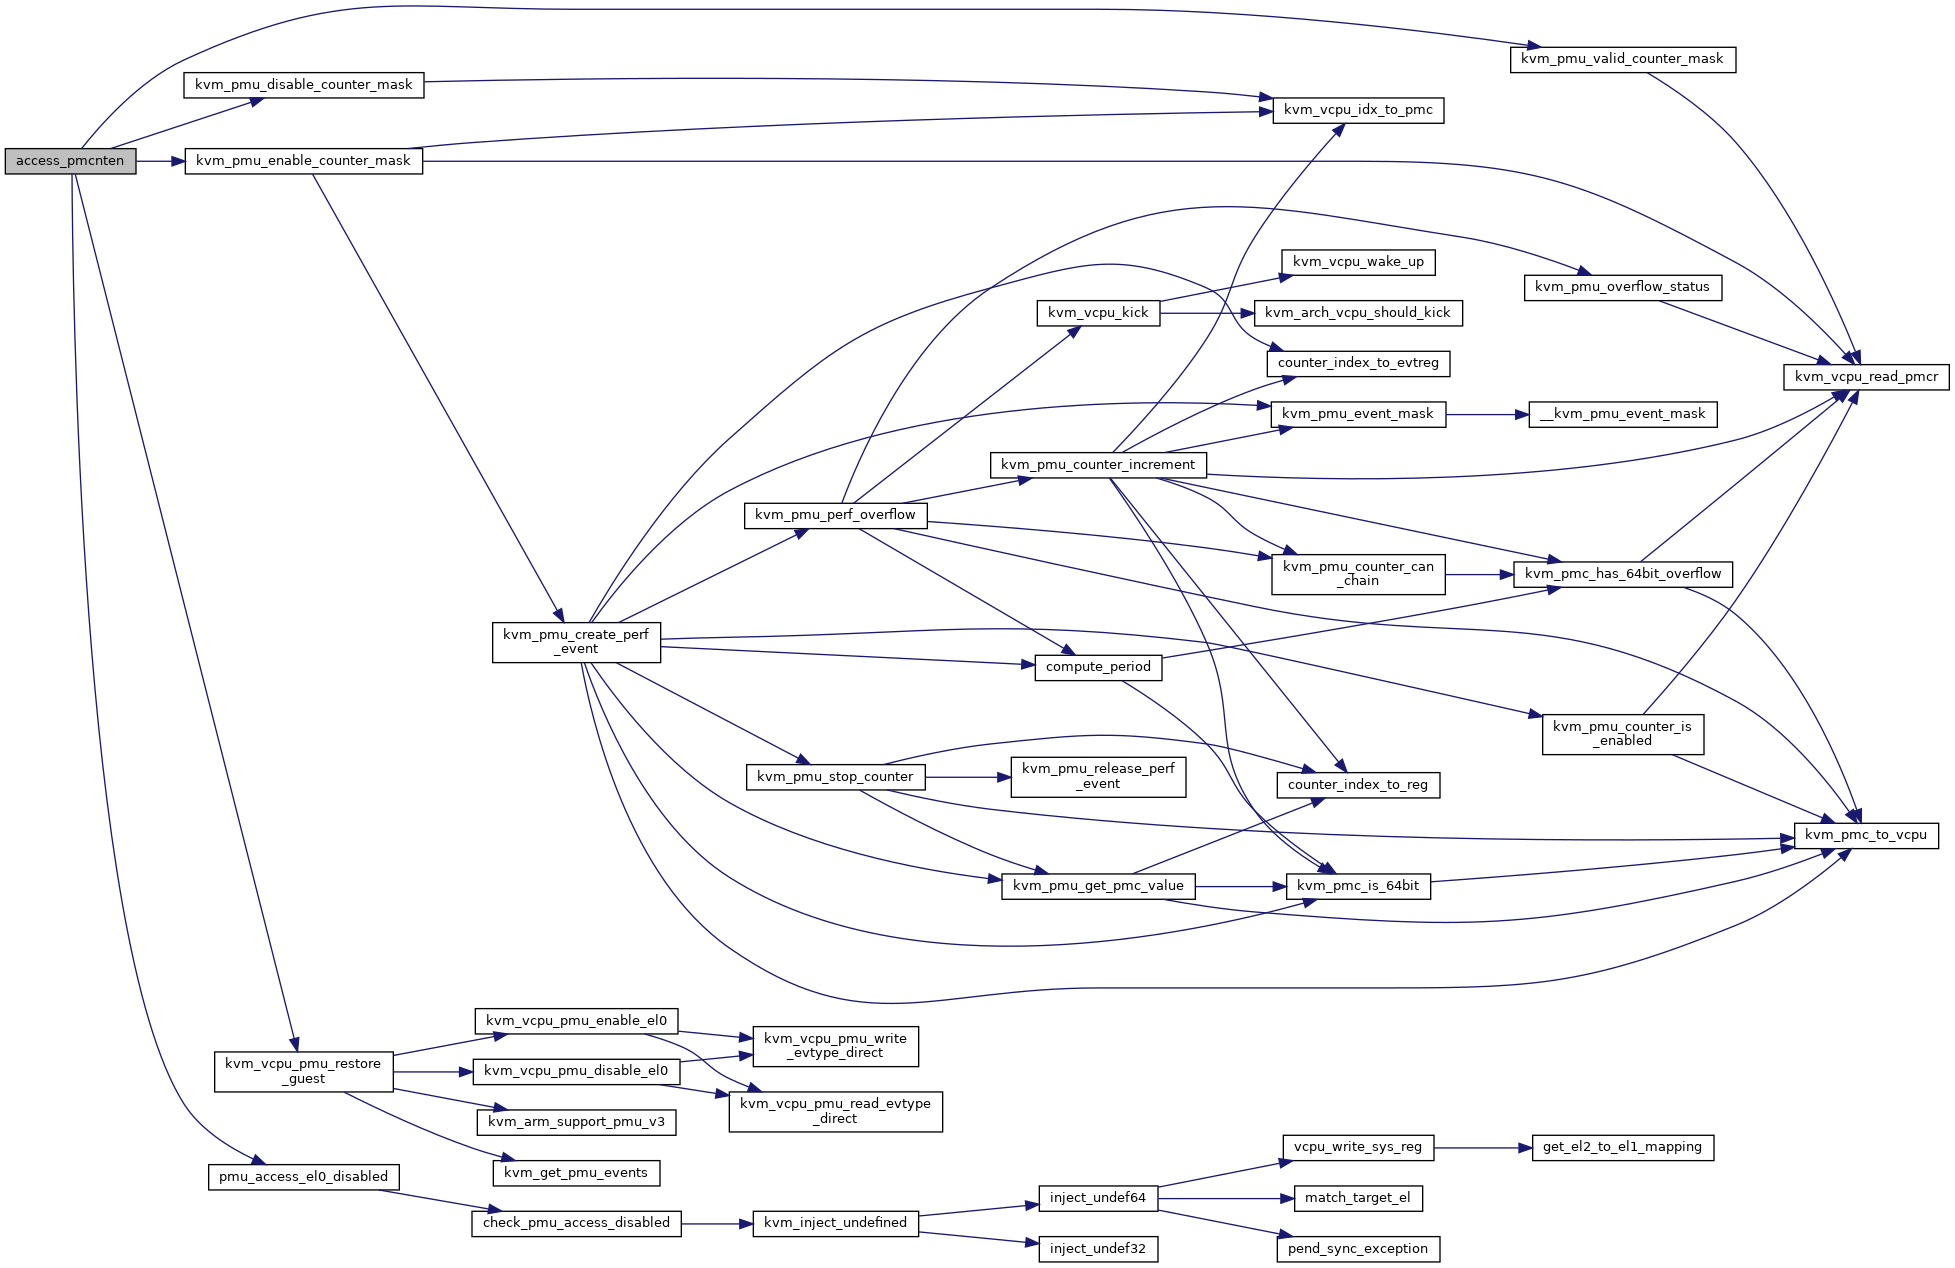 kvm_pmu_valid_counter_mask
kvm_pmu_disable_counter_mask
kvm_vcpu_idx_to_pmc
access_pmcnten
kvm_pmu_enable_counter_mask
kvm_vcpu_wake_up
kvm_pmu_overflow_status
kvm_vcpu_kick
kvm_arch_vcpu_should_kick
counter_index_to_evtreg
kvm_vcpu_read_pmcr
kvm_pmu_event_mask
__kvm_pmu_event_mask
kvm_pmu_counter_increment
kvm_pmu_perf_overflow
kvm_pmu_counter_can
_chain
kvm_pmc_has_64bit_overflow
kvm_pmu_create_perf
_event
compute_period
kvm_pmu_counter_is
_enabled
kvm_pmu_stop_counter
kvm_pmu_release_perf
_event
counter_index_to_reg
kvm_pmc_to_vcpu
kvm_pmu_get_pmc_value
kvm_pmc_is_64bit
kvm_vcpu_pmu_enable_el0
kvm_vcpu_pmu_write
_evtype_direct
kvm_vcpu_pmu_restore
_guest
kvm_vcpu_pmu_disable_el0
kvm_vcpu_pmu_read_evtype
_direct
kvm_arm_support_pmu_v3
kvm_get_pmu_events
pmu_access_el0_disabled
vcpu_write_sys_reg
get_el2_to_el1_mapping
inject_undef64
match_target_el
check_pmu_access_disabled
kvm_inject_undefined
inject_undef32
pend_sync_exception